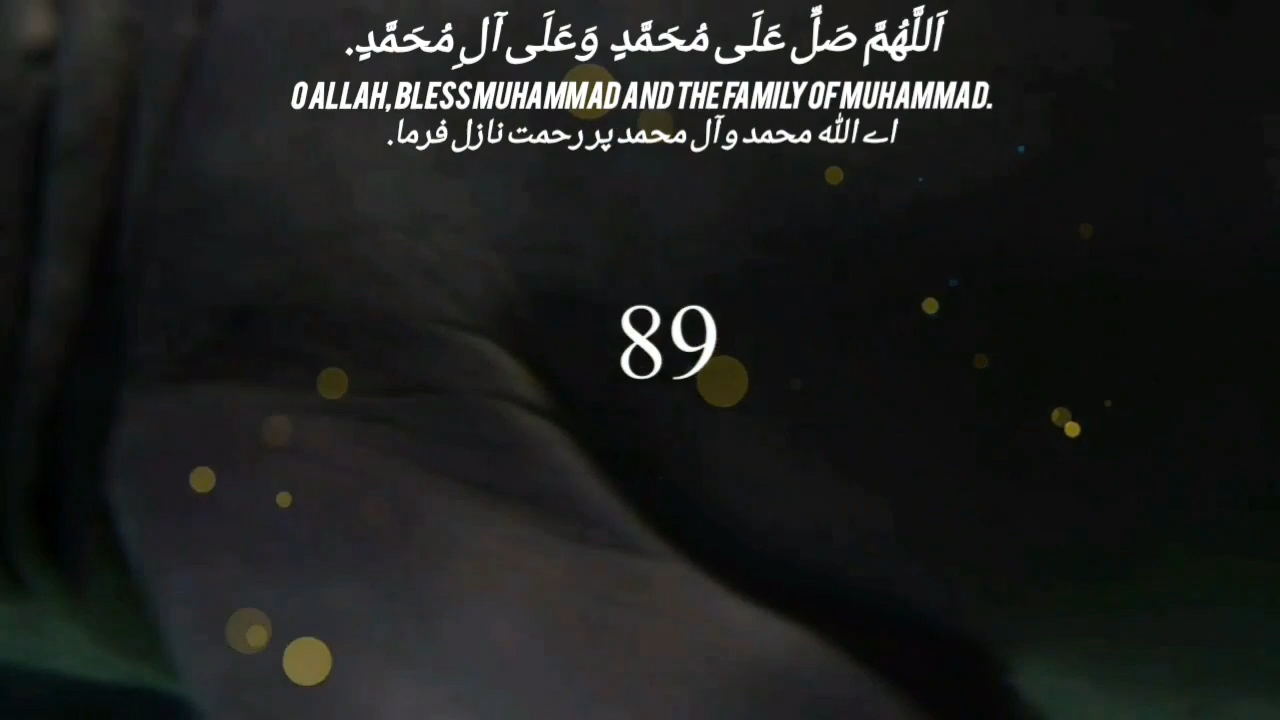 اَللَّهُمَّ صَلِّ عَلَى مُحَمَّدٍ وَعَلَى آلِ مُحَمَّدٍ.
O ALLAH, BLESS MUHAMMAD AND THE FAMILY OF MUHAMMAD.
اے اللہ محمد و آل محمد پر رحمت نازل فرما.
89